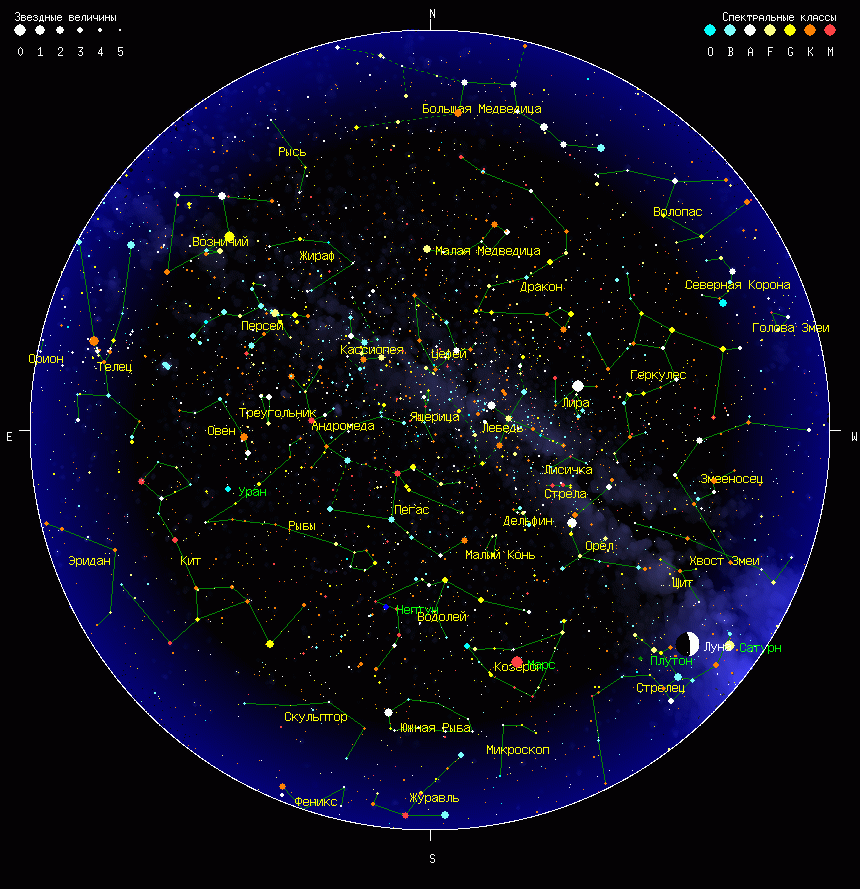 Звездные величины
0 1 2 3 4 5
Спектральные классы
O B A F G K M
N
Большая Медведица
Рысь
Волопас
Возничий
Малая Медведица
Жираф
Дракон
Северная Корона
Персей
Голова Змеи
Кассиопея
Цефей
Орион
Телец
Геркулес
Лира
Треугольник
Ящерица
Андромеда
Лебедь
Овен
E
W
Лисичка
Змееносец
Уран
Стрела
Пегас
Дельфин
Рыбы
Орел
Малый Конь
Эридан
Кит
Хвост Змеи
Щит
Нептун
Водолей
Луна
Сатурн
Плутон
Козерог
Марс
Стрелец
Скульптор
Южная Рыба
Микроскоп
Феникс
Журавль
S